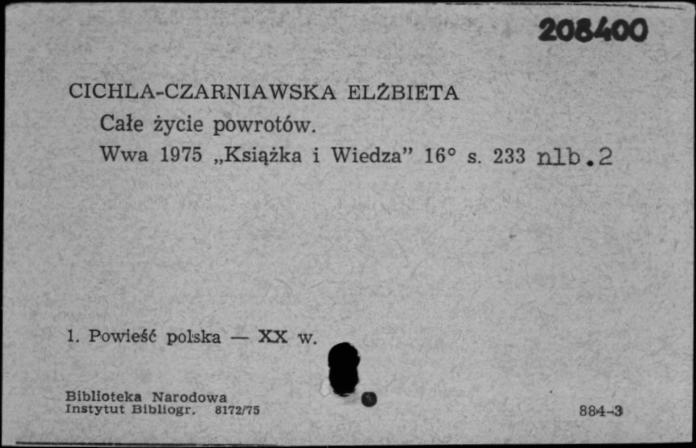 208400
CICHLA-CZARNIAWSKA ELŻBIETA
Całe życie powrotów.
Wwa 1975 „Książka i Wiedza” 16° s. 233 nlb.2
1. Powieść polska — XX w.
Biblioteka Narodowa
Instytut Bibliogr. 8172/75
884-3